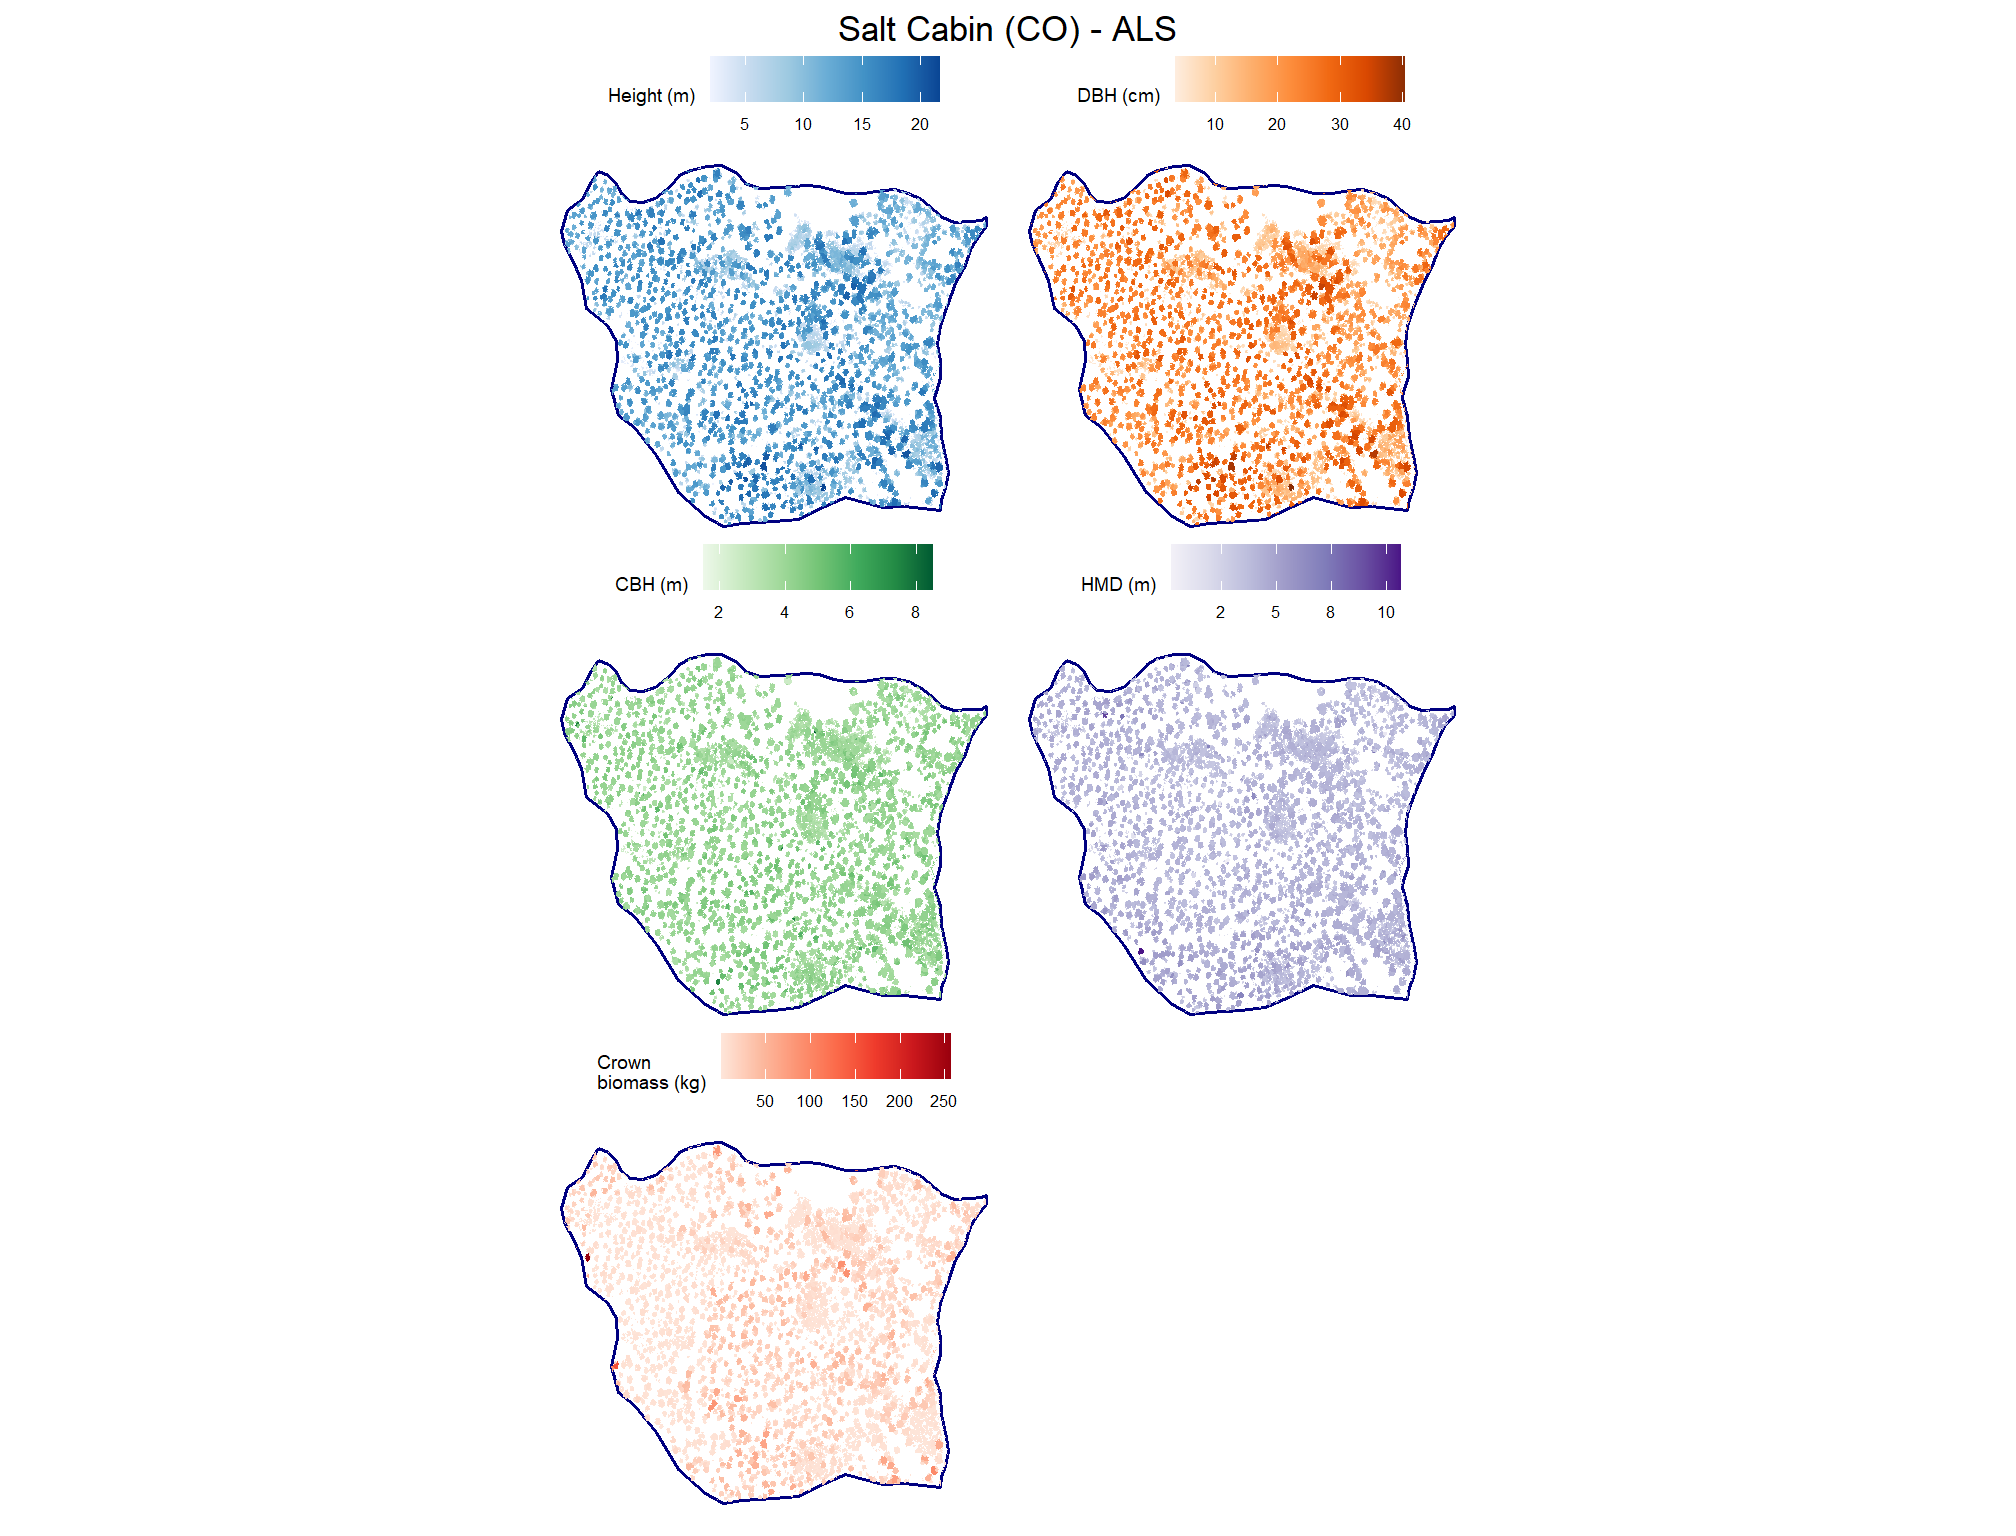 Salt Cabin (CO) - ALS
Height (m)
5 10 15 20
DBH (cm)
10 20 30 40
CBH (m)
2 4 6 8
HMD (m)
2 5 8 10
Crown
biomass (kg)
50 100 150 200 250